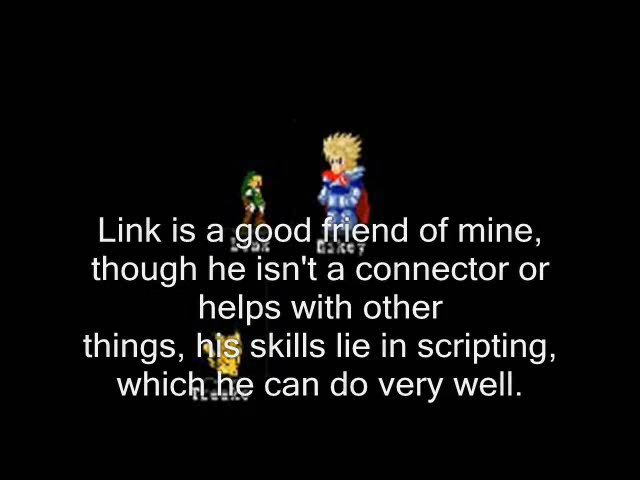 Link is a good friend of mine,
though he isn't a connector or
helps with other
things, his skills lie in scripting,
which he can do very well.